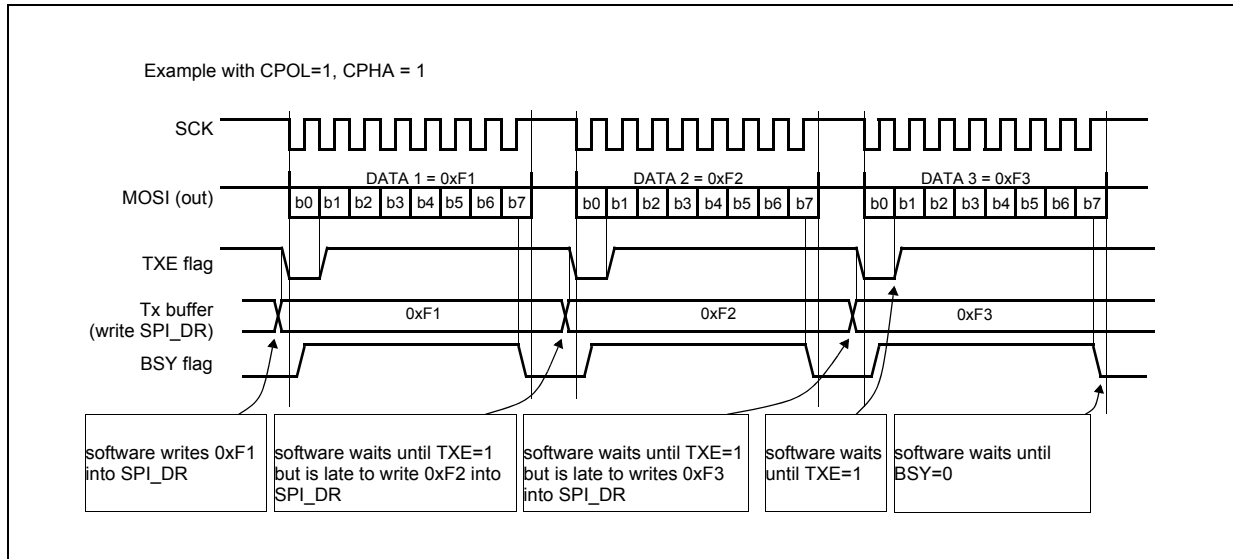 Example with CPOL=1, CPHA = 1
SCK
DATA 1 = 0xF1
DATA 2 = 0xF2
DATA 3 = 0xF3
MOSI (out)
b0 b1 b2 b3 b4 b5 b6 b7
b0 b1 b2 b3 b4 b5 b6 b7
b0 b1 b2 b3 b4 b5 b6 b7
TXE flag
Tx buffer
(write SPI_DR)
0xF1
0xF2
0xF3
BSY flag
software writes 0xF1
into SPI_DR
software waits until TXE=1
but is late to write 0xF2 into
SPI_DR
software waits until TXE=1
but is late to writes 0xF3
into SPI_DR
software waits
until TXE=1
software waits until
BSY=0